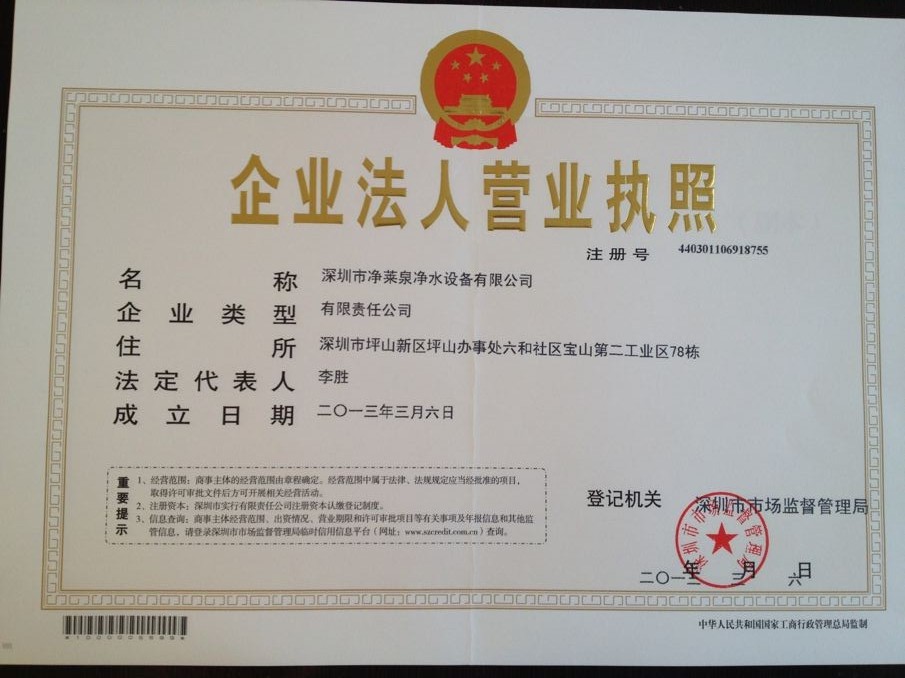 企业法人营业执照
注册号 440301106918755
名称 深圳市净莱泉净水设备有限公司
企业类型 有限责任公司
住所 深圳市坪山新区坪山办事处六和社区宝山第二工业区78栋
法定代表人 李胜
成立日期 二〇一三年三月六日
重要提示
1、经营范围：商事主体的经营范围由章程确定。经营范围中属于法律、法规规定应当经批准的项目，
取得许可审批文件后方可开展相关经营活动。
2、注册资本：深圳市实行有限责任公司注册资本认缴登记制度。
3、信息查询：商事主体经营范围、出资情况、营业期限和许可审批项目等有关事项及年报信息和其他监
管信息，请登录深圳市市场监督管理局临时信用信息平台（网址：www.szcredit.com.cn）查询。
登记机关 深圳市市场监督管理局
深圳市市场监督管理局
二〇一三年三月六日
中华人民共和国国家工商行政管理总局监制